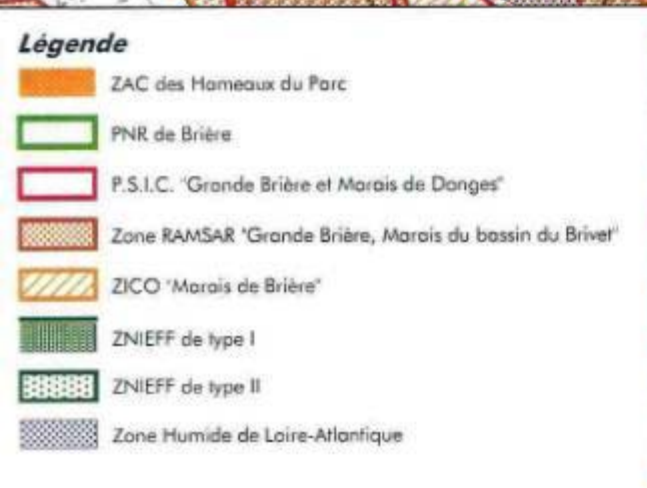 Légende
ZAC des Hameaux du Parc
PNR de Brière
P.S.I.C. "Grande Brière et Marais de Donges"
Zone RAMSAR "Grande Brière, Marais du bassin du Brivet"
ZICO "Marais de Brière"
ZNIEFF de type I
ZNIEFF de type II
Zone Humide de Loire-Atlantique